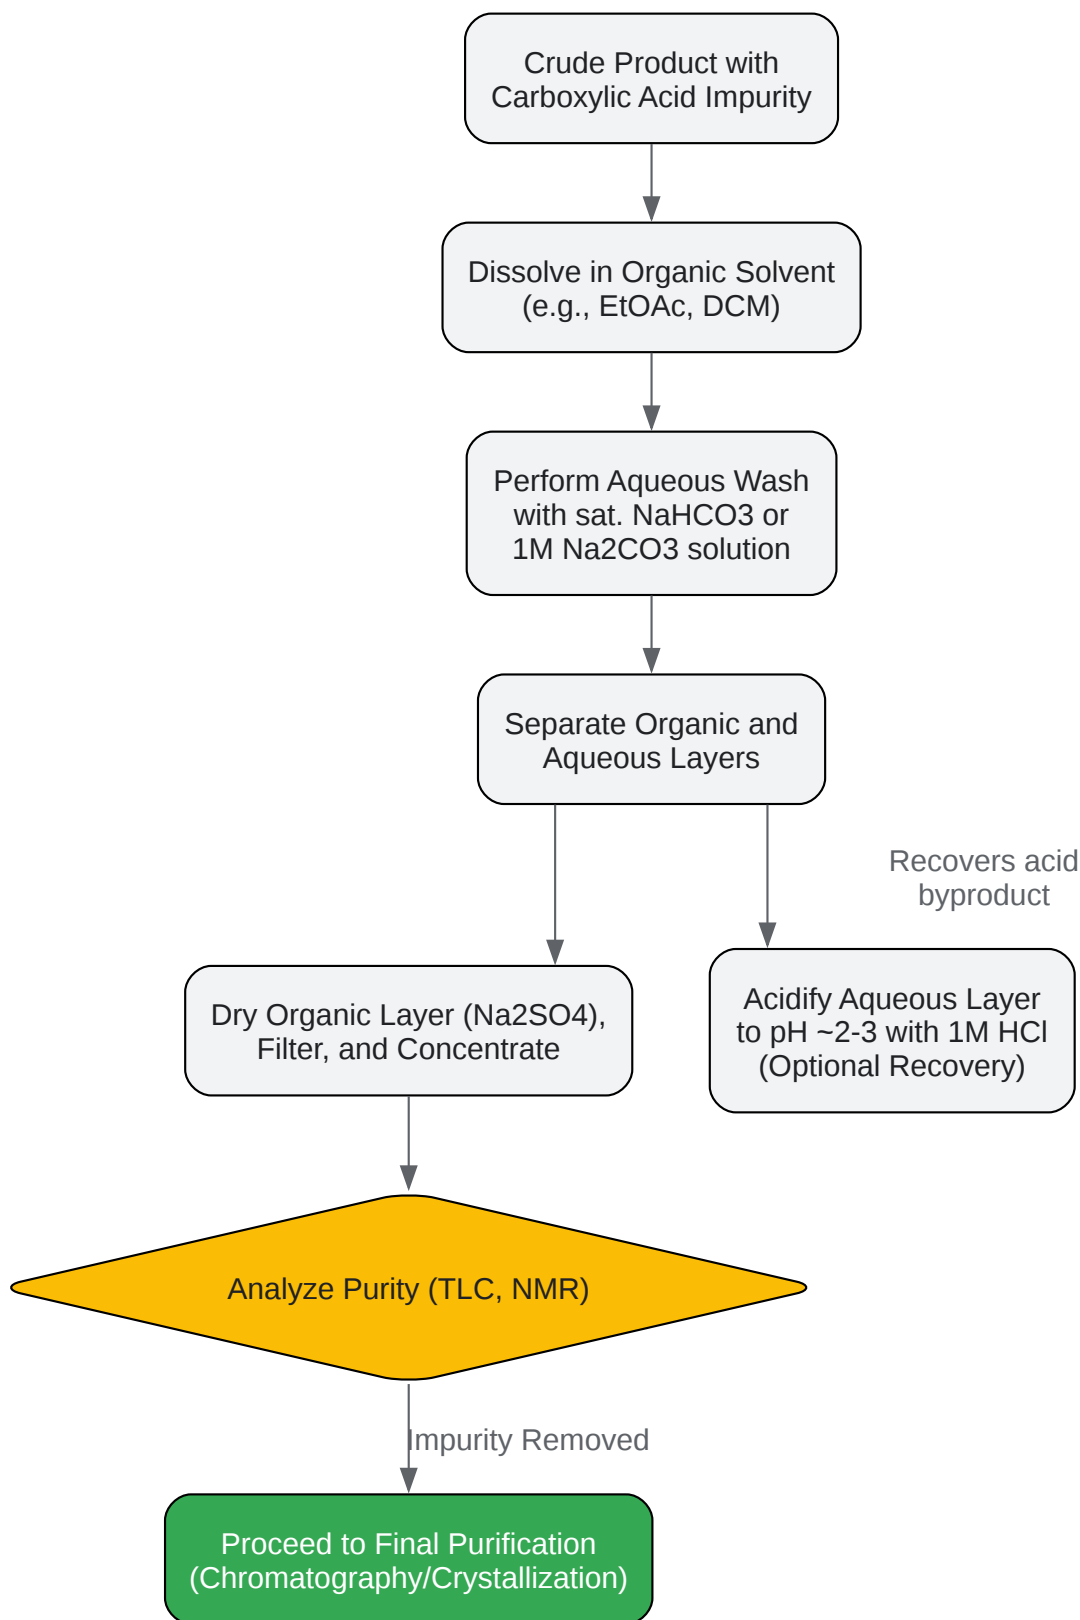 Crude Product with
Carboxylic Acid Impurity
Dissolve in Organic Solvent
(e.g., EtOAc, DCM)
Perform Aqueous Wash
with sat. NaHCO3 or
1M Na2CO3 solution
Separate Organic and
Aqueous Layers
Recovers acid
byproduct
Dry Organic Layer (Na2SO4),
Filter, and Concentrate
Acidify Aqueous Layer
to pH ~2-3 with 1M HCl
(Optional Recovery)
Analyze Purity (TLC, NMR)
Impurity Removed
Proceed to Final Purification
(Chromatography/Crystallization)